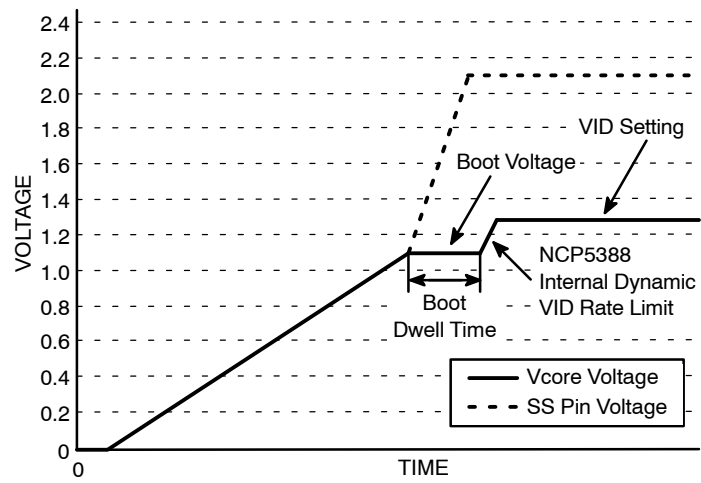 2.4
2.2
2.0
1.8
1.6
1.4
1.2
1.0
0.8
0.6
0.4
0.2
0
0
VOLTAGE
TIME
VID Setting
Boot Voltage
NCP5388
Internal Dynamic
VID Rate Limit
Boot
Dwell Time
Vcore Voltage
SS Pin Voltage